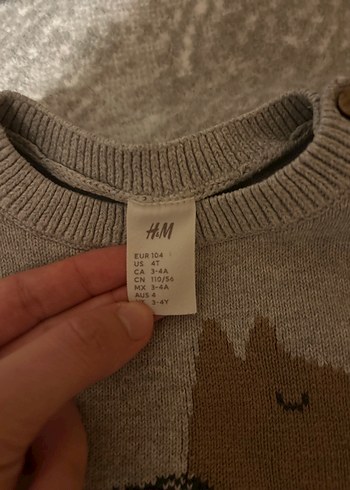 H&M
EUR 104
US 4T
CA 3-4A
CN 110/56
MX 3-4A
AUS 4
3-4Y